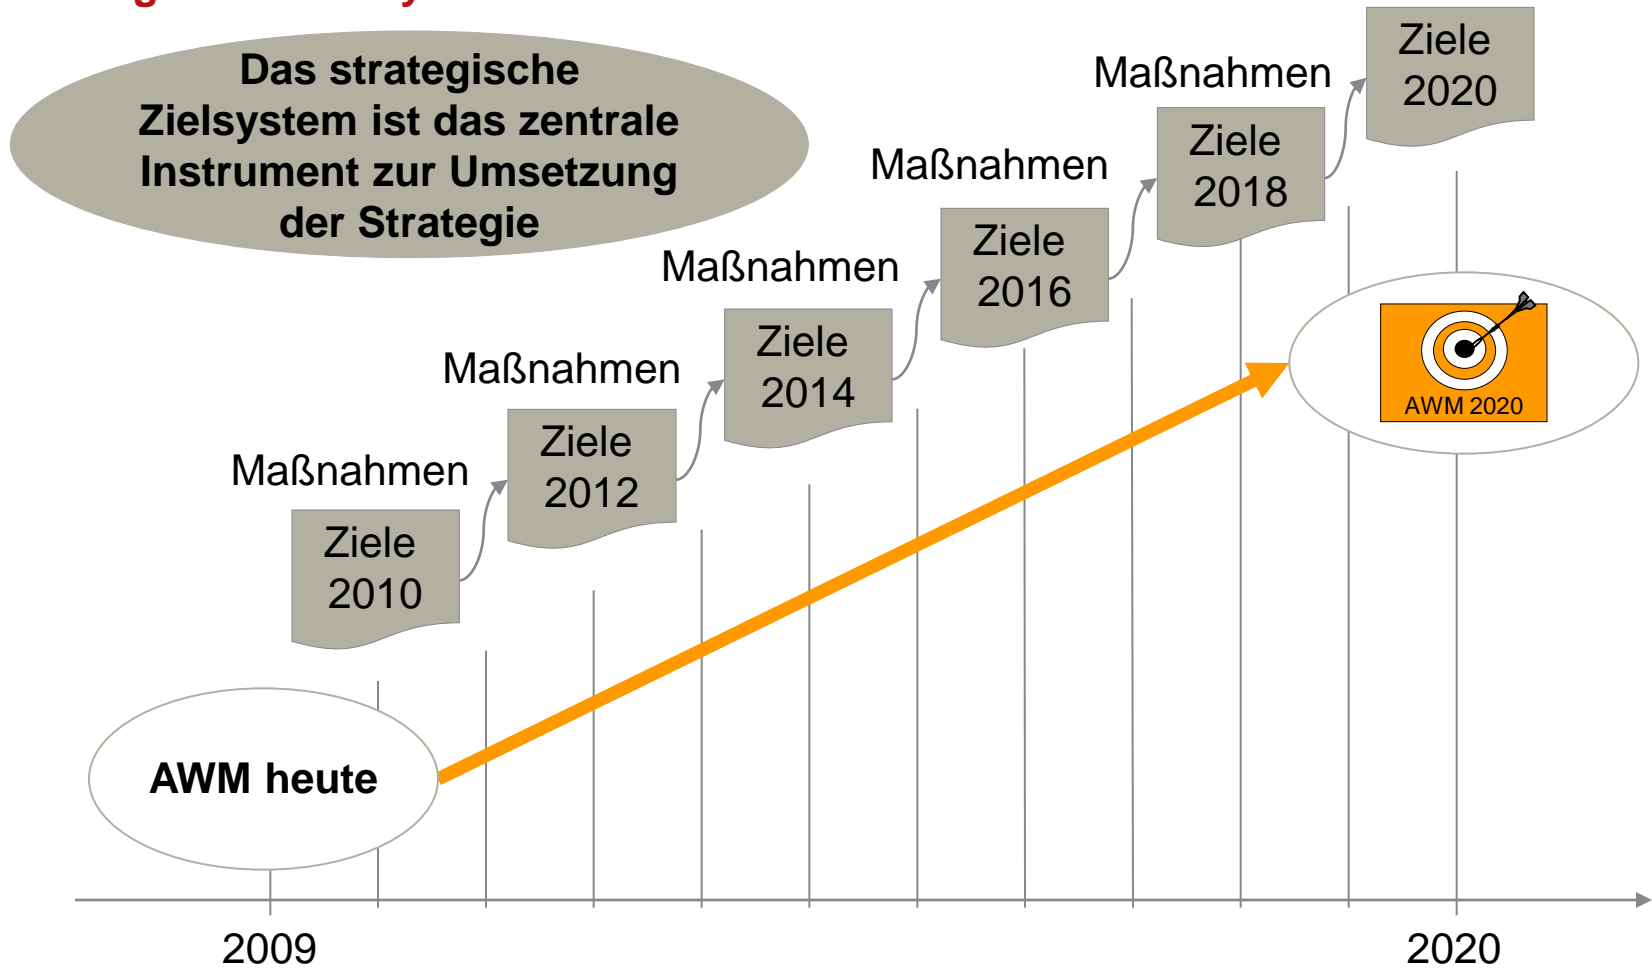 Das strategische
Zielsystem ist das zentrale
Instrument zur Umsetzung
der Strategie
Ziele
2020
Maßnahmen
Ziele
2018
Maßnahmen
Ziele
2016
Maßnahmen
Ziele
2014
Maßnahmen
Ziele
2012
Maßnahmen
Ziele
2010
AWM 2020
AWM heute
2009
2020